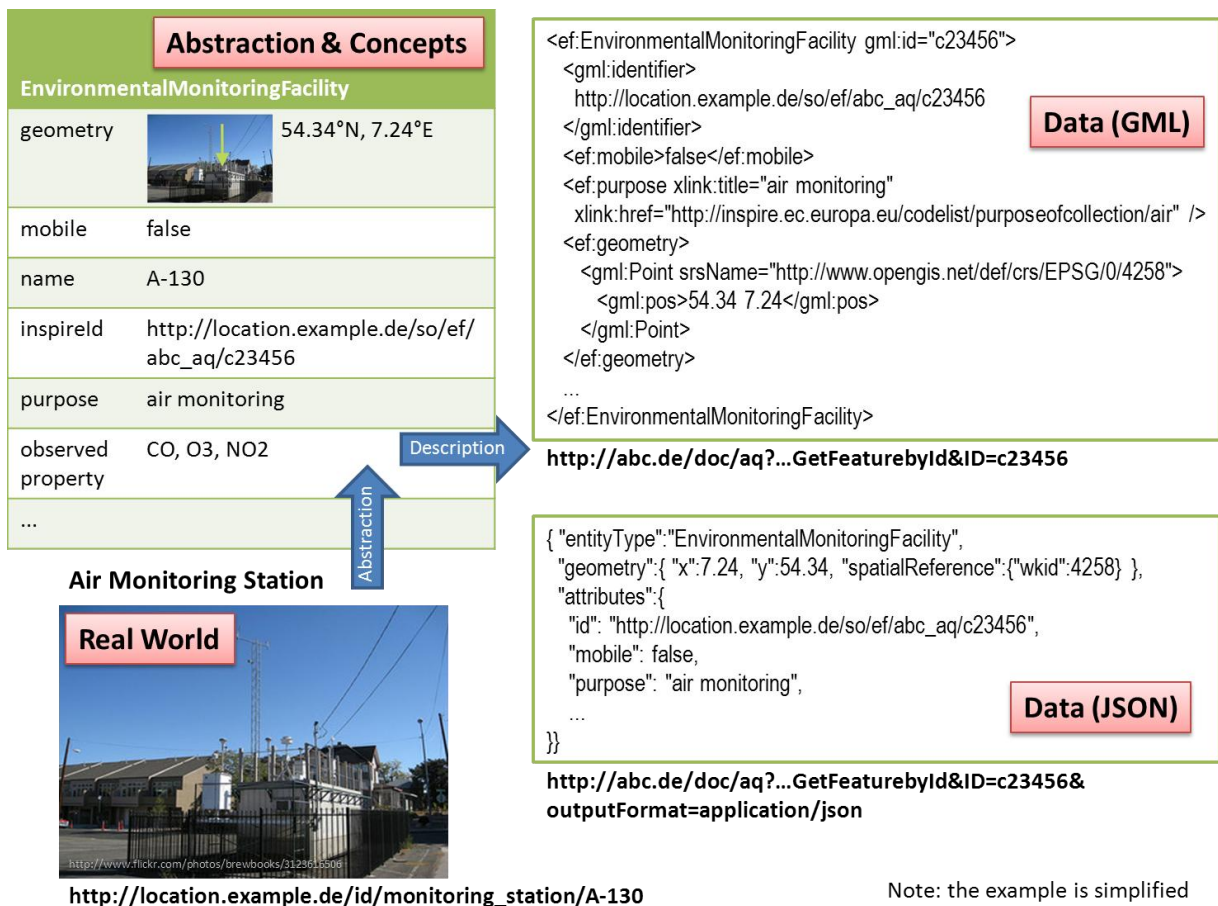 Abstraction & Concepts
EnvironmentalMonitoringFacility
geometry 54.34°N, 7.24°E
mobile false
name A-130
inspireId http://location.example.de/so/ef/
abc_aq/c23456
purpose air monitoring
observed CO, O3, NO2
property
...
Description
Abstraction
Air Monitoring Station
Real World
http://www.flickr.com/photos/brewbooks/3123616506
http://location.example.de/id/monitoring_station/A-130
<ef:EnvironmentalMonitoringFacility gml:id="c23456">
<gml:identifier>
http://location.example.de/so/ef/abc_aq/c23456
</gml:identifier>
Data (GML)
<ef:mobile>false</ef:mobile>
<ef:purpose xlink:title="air monitoring"
xlink:href="http://inspire.ec.europa.eu/codelist/purposeofcollection/air" />
<ef:geometry>
<gml:Point srsName="http://www.opengis.net/def/crs/EPSG/0/4258">
<gml:pos>54.34 7.24</gml:pos>
</gml:Point>
</ef:geometry>
...
</ef:EnvironmentalMonitoringFacility>
http://abc.de/doc/aq?...GetFeaturebyId&ID=c23456
{ "entityType":"EnvironmentalMonitoringFacility",
"geometry":{ "x":7.24, "y":54.34, "spatialReference":{"wkid":4258} },
"attributes":{
"id": "http://location.example.de/so/ef/abc_aq/c23456",
"mobile": false,
"purpose": "air monitoring",
...
}}
Data (JSON)
http://abc.de/doc/aq?...GetFeaturebyId&ID=c23456&
outputFormat=application/json
Note: the example is simplified